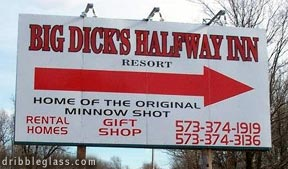 BIG DICK'S HALFWAY INN
RESORT
HOME OF THE ORIGINAL
MINNOW SHOT
RENTAL HOMES
GIFT SHOP
573-374-1919
573-374-3136
dribbleglass.com